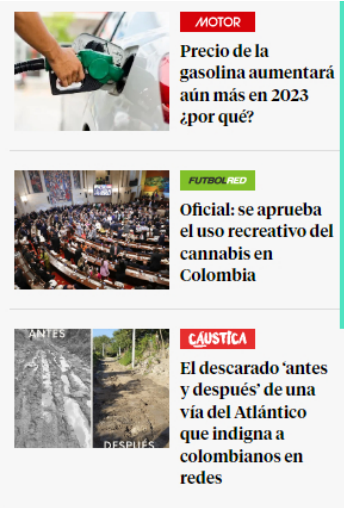 MOTOR
Precio de la
gasolina aumentará
aún más en 2023
¿por qué?
FUTBOLRED
Oficial: se aprueba
el uso recreativo del
cannabis en
Colombia
ANTES
DESPUÉS
CÁUSTICA
El descarado ‘antes
y después’ de una
vía del Atlántico
que indigna a
colombianos en
redes